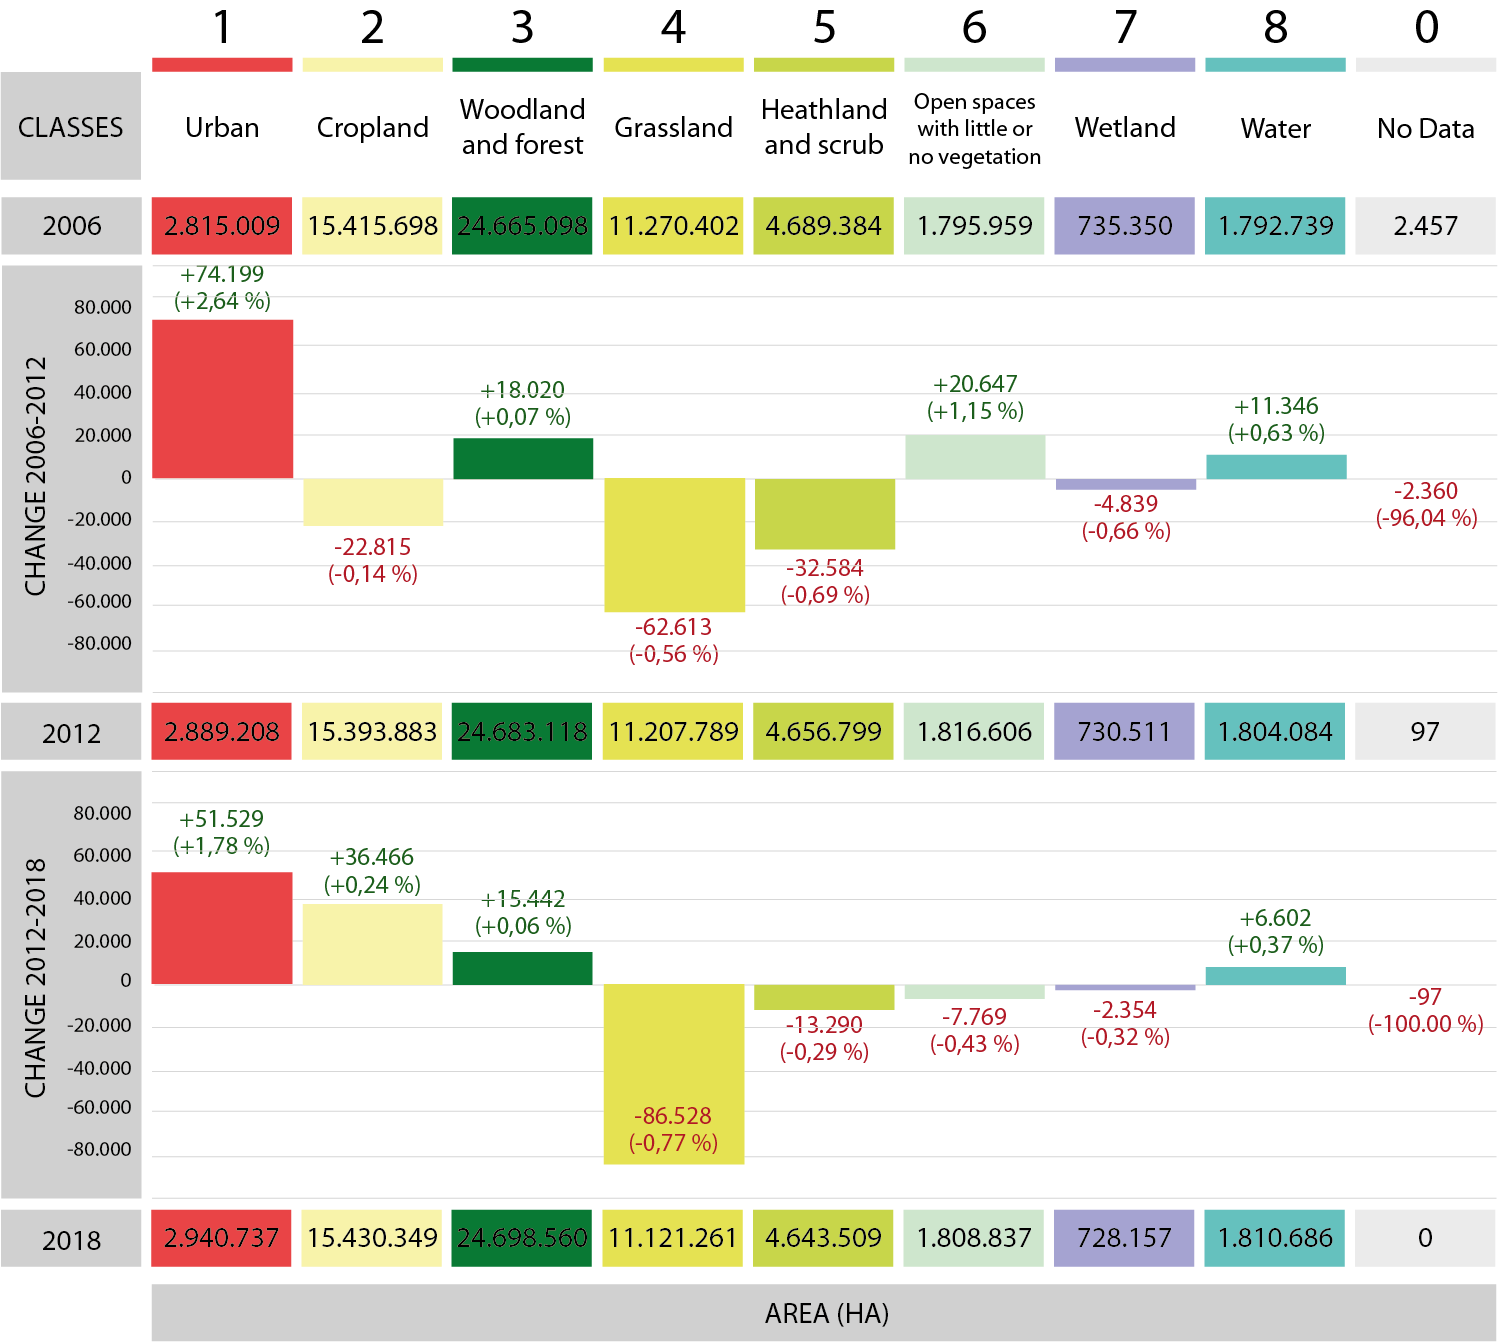 1 2 3 4 5 6 7 8 0
CLASSES
Urban
Cropland
Woodland
and forest
Grassland
Heathland
and scrub
Open spaces
with little or
no vegetation
Wetland
Water
No Data
2006 2.815.009 15.415.698 24.665.098 11.270.402 4.689.384 1.795.959 735.350 1.792.739 2.457
CHANGE 2006-2012
80.000
60.000
40.000
20.000
0
-20.000
-40.000
-60.000
-80.000
+74.199
(+2,64 %)
-22.815
(-0,14 %)
+18.020
(+0,07 %)
-62.613
(-0,56 %)
-32.584
(-0,69 %)
+20.647
(+1,15 %)
-4.839
(-0,66 %)
+11.346
(+0,63 %)
-2.360
(-96,04 %)
2012 2.889.208 15.393.883 24.683.118 11.207.789 4.656.799 1.816.606 730.511 1.804.084 97
CHANGE 2012-2018
80.000
60.000
40.000
20.000
0
-20.000
-40.000
-60.000
-80.000
+51.529
(+1,78 %)
+36.466
(+0,24 %)
+15.442
(+0,06 %)
-86.528
(-0,77 %)
-13.290
(-0,29 %)
-7.769
(-0,43 %)
-2.354
(-0,32 %)
+6.602
(+0,37 %)
-97
(-100.00 %)
2018 2.940.737 15.430.349 24.698.560 11.121.261 4.643.509 1.808.837 728.157 1.810.686 0
AREA (HA)